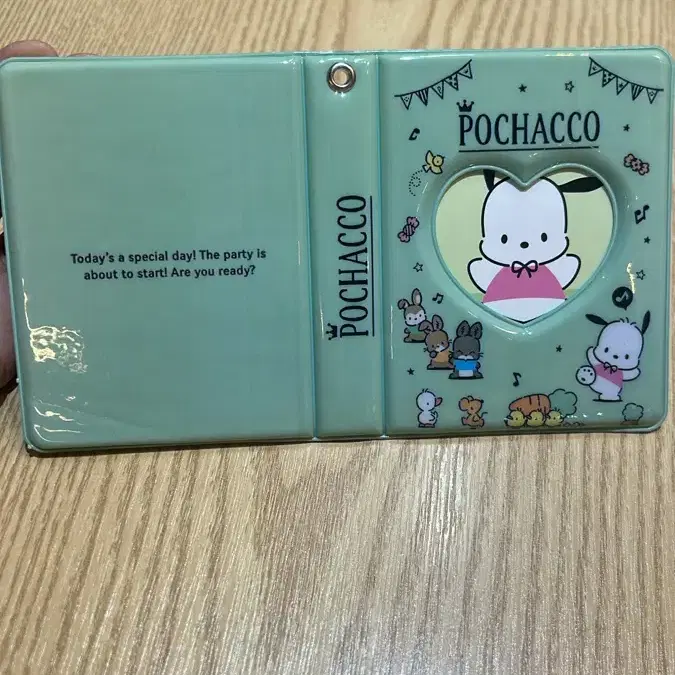 Today's a special day! The party is
about to start! Are you ready?
POCHACCO
POCHACCO